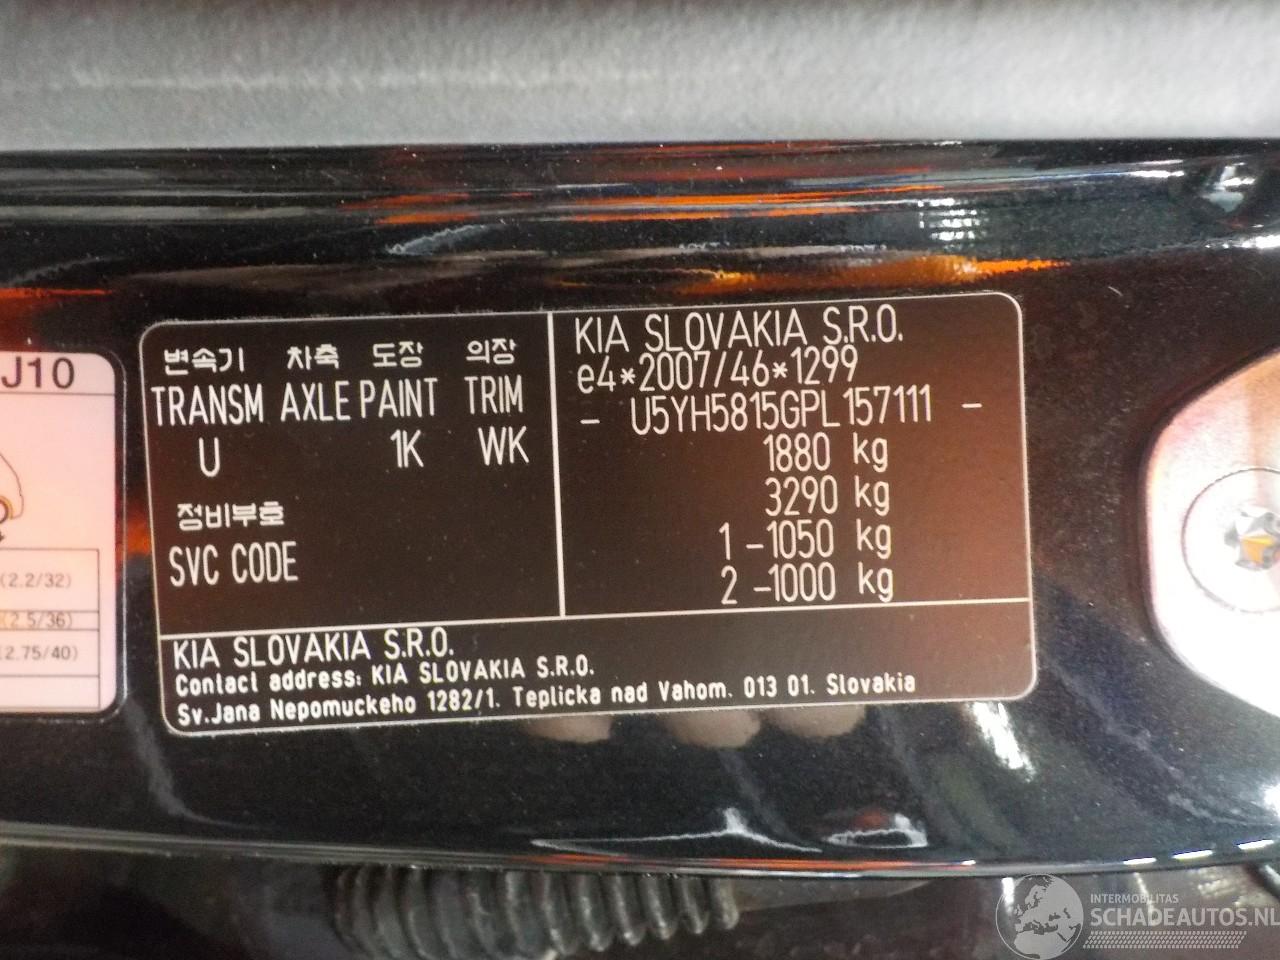 J10
(2.2/32)
(2.5/36)
(2.75/40)
변속기 차축 도장 의장
TRANSM AXLE PAINT TRIM
U 1K WK
정비부호
SVC CODE
KIA SLOVAKIA S.R.O.
e4*2007/46*1299
- U5YH5815GPL157111 -
1880 kg
3290 kg
1 -1050 kg
2 -1000 kg
KIA SLOVAKIA S.R.O.
Contact address: KIA SLOVAKIA S.R.O.
Sv.Jana Nepomuckeho 1282/1. Teplicka nad Vahom. 013 01. Slovakia
INTERMOBILITAS
SCHADEAUTOS.NL